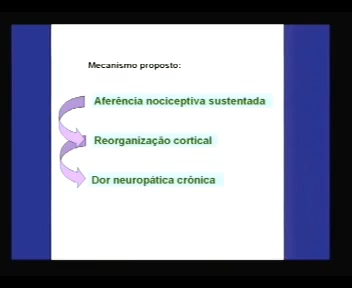 Mecanismo proposto:
Aferência nociceptiva sustentada
Reorganização cortical
Dor neuropática crônica